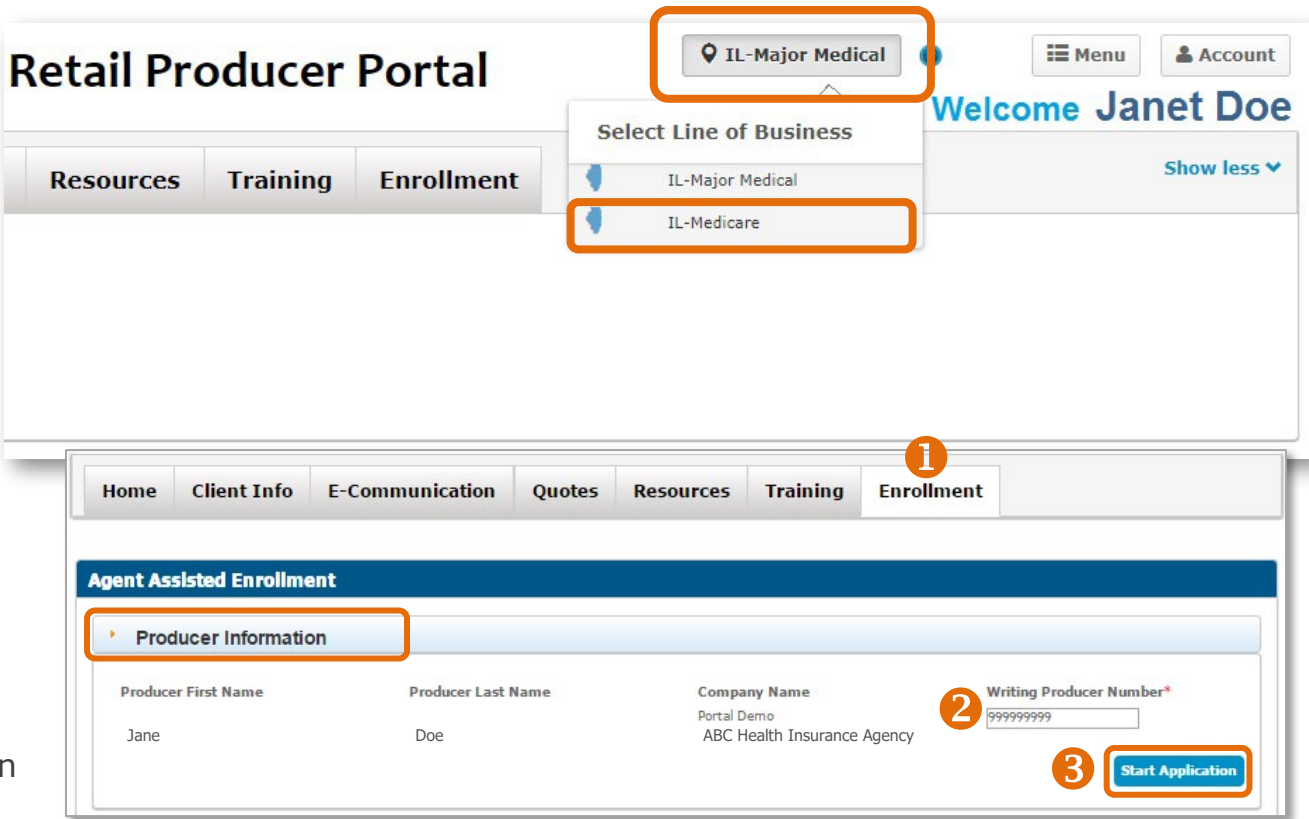 Retail Producer Portal
IL-Major Medical
Menu
Account
Welcome Janet Doe
Select Line of Business
Resources Training Enrollment
Show less
IL-Major Medical
IL-Medicare
1
Home Client Info E-Communication Quotes Resources Training Enrollment
Agent Assisted Enrollment
Producer Information
Producer First Name Producer Last Name Company Name Writing Producer Number*
Portal Demo
2 999999999
Jane Doe ABC Health Insurance Agency
n
3 Start Application